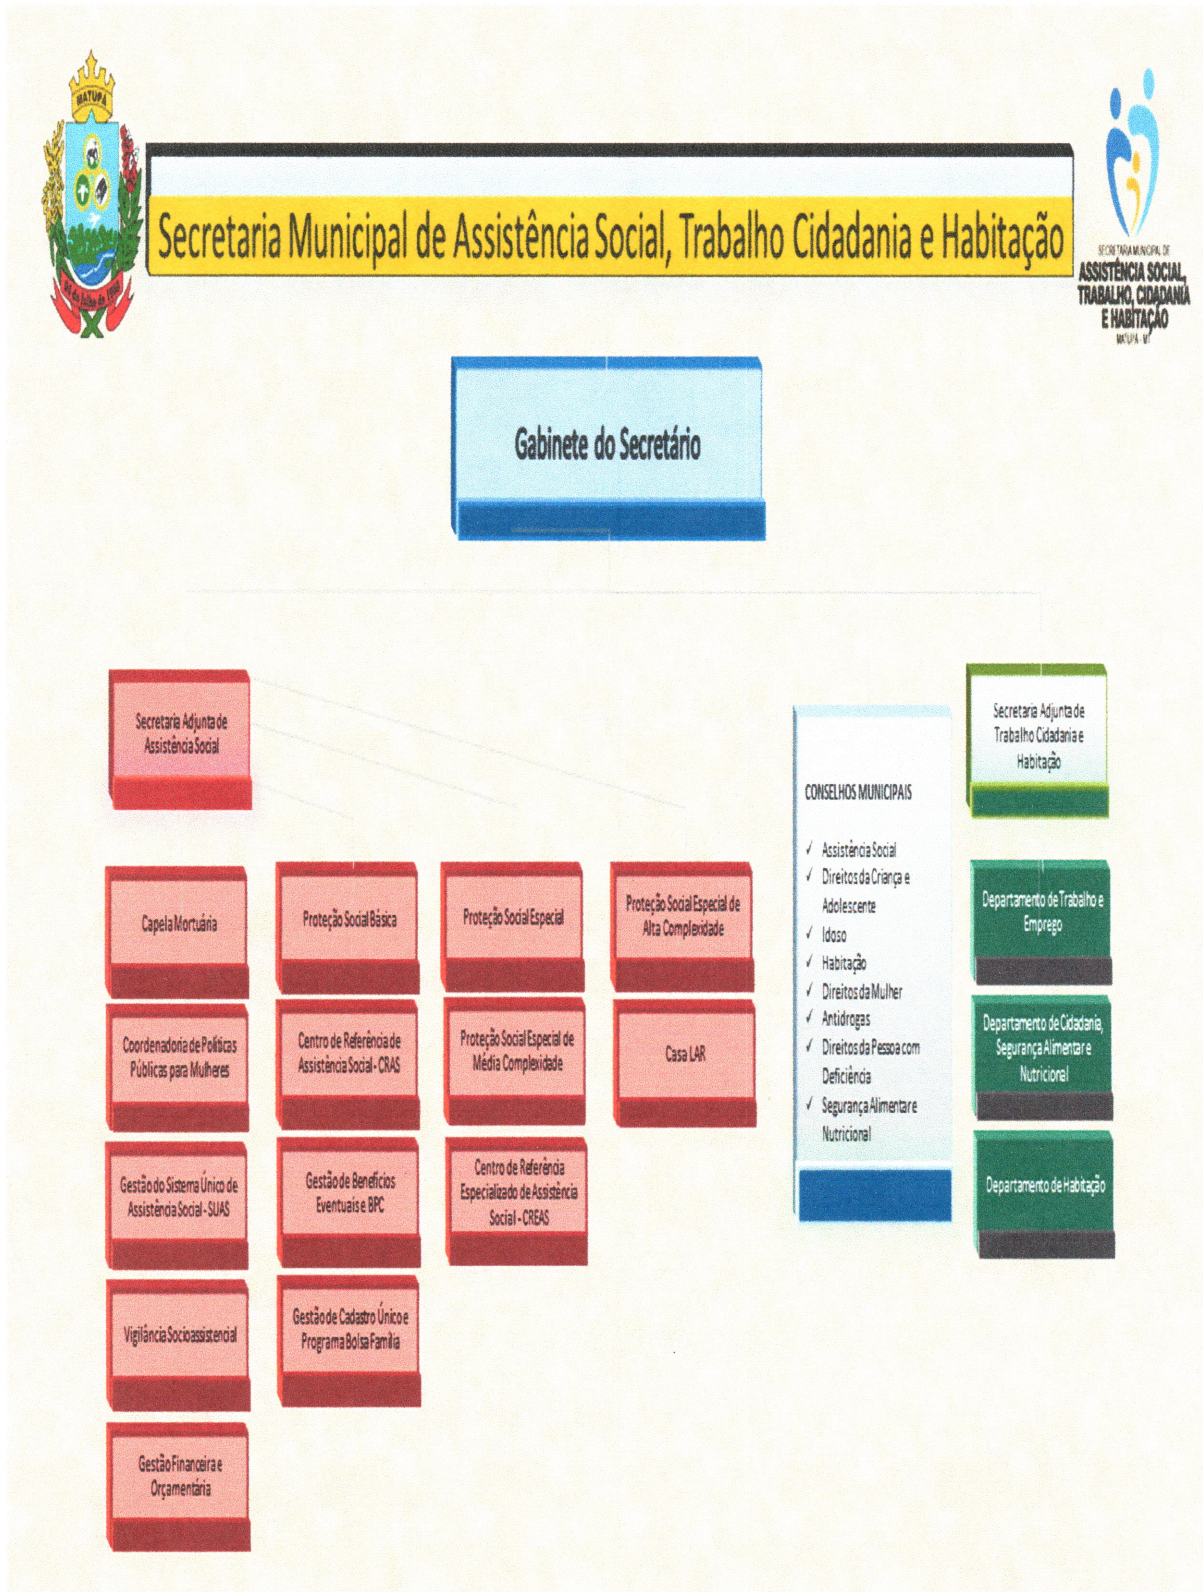 MATUPÁ
Secretaria Municipal de Assistência Social, Trabalho Cidadania e Habitação
SECRETARIA MUNICIPAL DE
ASSISTÊNCIA SOCIAL,
TRABALHO, CIDADANIA
E HABITAÇÃO
MATUPÁ - MT
Gabinete do Secretário
Secretaria Adjunta de
Assistência Social
Secretaria Adjunta de
Trabalho Cidadania e
Habitação
Capela Mortuária
Coordenadoria de Políticas
Públicas para Mulheres
Gestão do Sistema Único de
Assistência Social - SUAS
Vigilância Socioassistencial
Gestão Financeira e
Orçamentária
Proteção Social Básica
Centro de Referência de
Assistência Social - CRAS
Gestão de Benefícios
Eventuais e BPC
Gestão de Cadastro Único e
Programa Bolsa Família
Proteção Social Especial
Proteção Social Especial de
Média Complexidade
Centro de Referência
Especializado de Assistência
Social - CREAS
Proteção Social Especial de
Alta Complexidade
Casa LAR
CONSELHOS MUNICIPAIS
✓ Assistência Social
✓ Direitos da Criança e
Adolescente
✓ Idoso
✓ Habitação
✓ Direitos da Mulher
✓ Antidrogas
✓ Direitos da Pessoa com
Deficiência
✓ Segurança Alimentar e
Nutricional
Departamento de Trabalho e
Emprego
Departamento de Cidadania,
Segurança Alimentar e
Nutricional
Departamento de Habitação